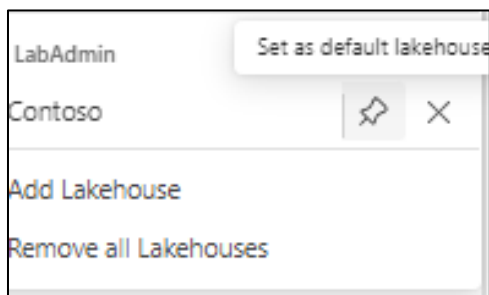 LabAdmin
Set as default lakehouse
Contoso
Add Lakehouse
Remove all Lakehouses